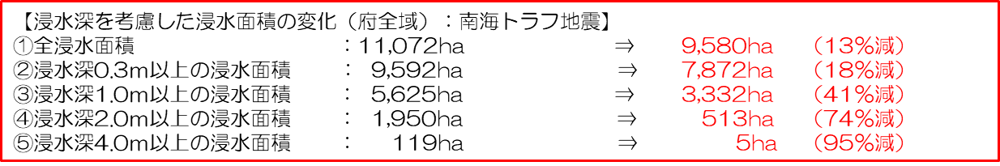 【浸水深を考慮した浸水面積の変化（府全域）：南海トラフ地震】
①全浸水面積 ：11,072ha ⇒ 9,580ha （13%減）
②浸水深0.3m以上の浸水面積 ： 9,592ha ⇒ 7,872ha （18%減）
③浸水深1.0m以上の浸水面積 ： 5,625ha ⇒ 3,332ha （41%減）
④浸水深2.0m以上の浸水面積 ： 1,950ha ⇒ 513ha （74%減）
⑤浸水深4.0m以上の浸水面積 ： 119ha ⇒ 5ha （95%減）